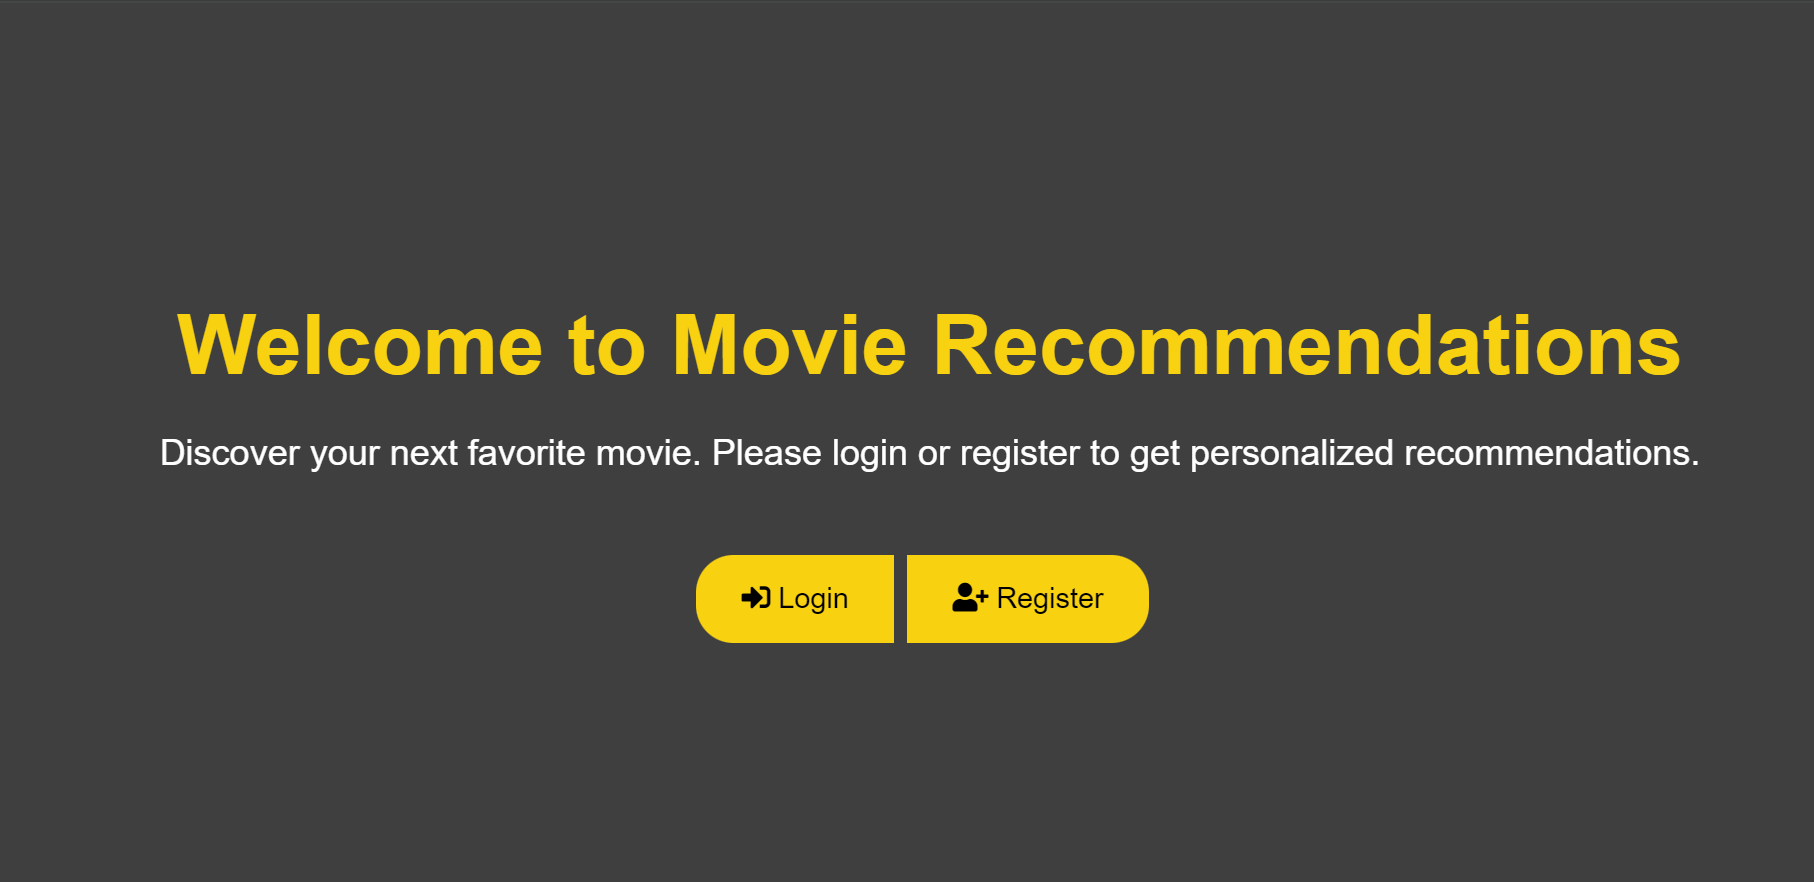 Welcome to Movie Recommendations
Discover your next favorite movie. Please login or register to get personalized recommendations.
Login
Register